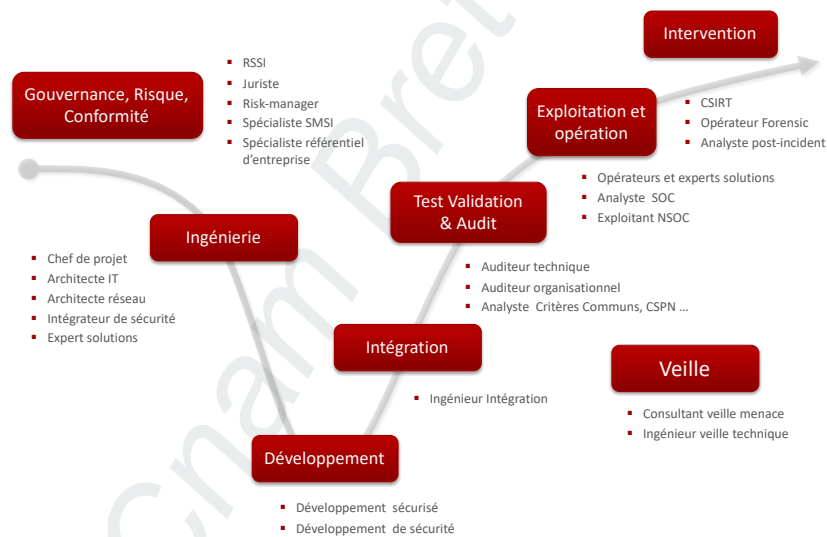 Gouvernance, Risque,
Conformité
RSSI
Juriste
Risk-manager
Spécialiste SMSI
Spécialiste référentiel
d'entreprise
Ingénierie
Chef de projet
Architecte IT
Architecte réseau
Intégrateur de sécurité
Expert solutions
Développement
Développement sécurisé
Développement de sécurité
Intégration
Ingénieur Intégration
Test Validation
& Audit
Auditeur technique
Auditeur organisationnel
Analyste Critères Communs, CSPN ...
Exploitation et
opération
Opérateurs et experts solutions
Analyste SOC
Exploitant NSOC
Intervention
CSIRT
Opérateur Forensic
Analyste post-incident
Veille
Consultant veille menace
Ingénieur veille technique
Cnam Bret